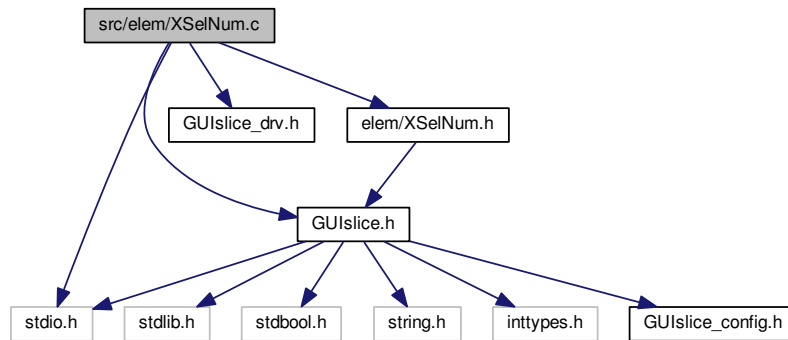 src/elem/XSelNum.c
GUIslice_drv.h
elem/XSelNum.h
GUIslice.h
stdio.h
stdlib.h
stdbool.h
string.h
inttypes.h
GUIslice_config.h